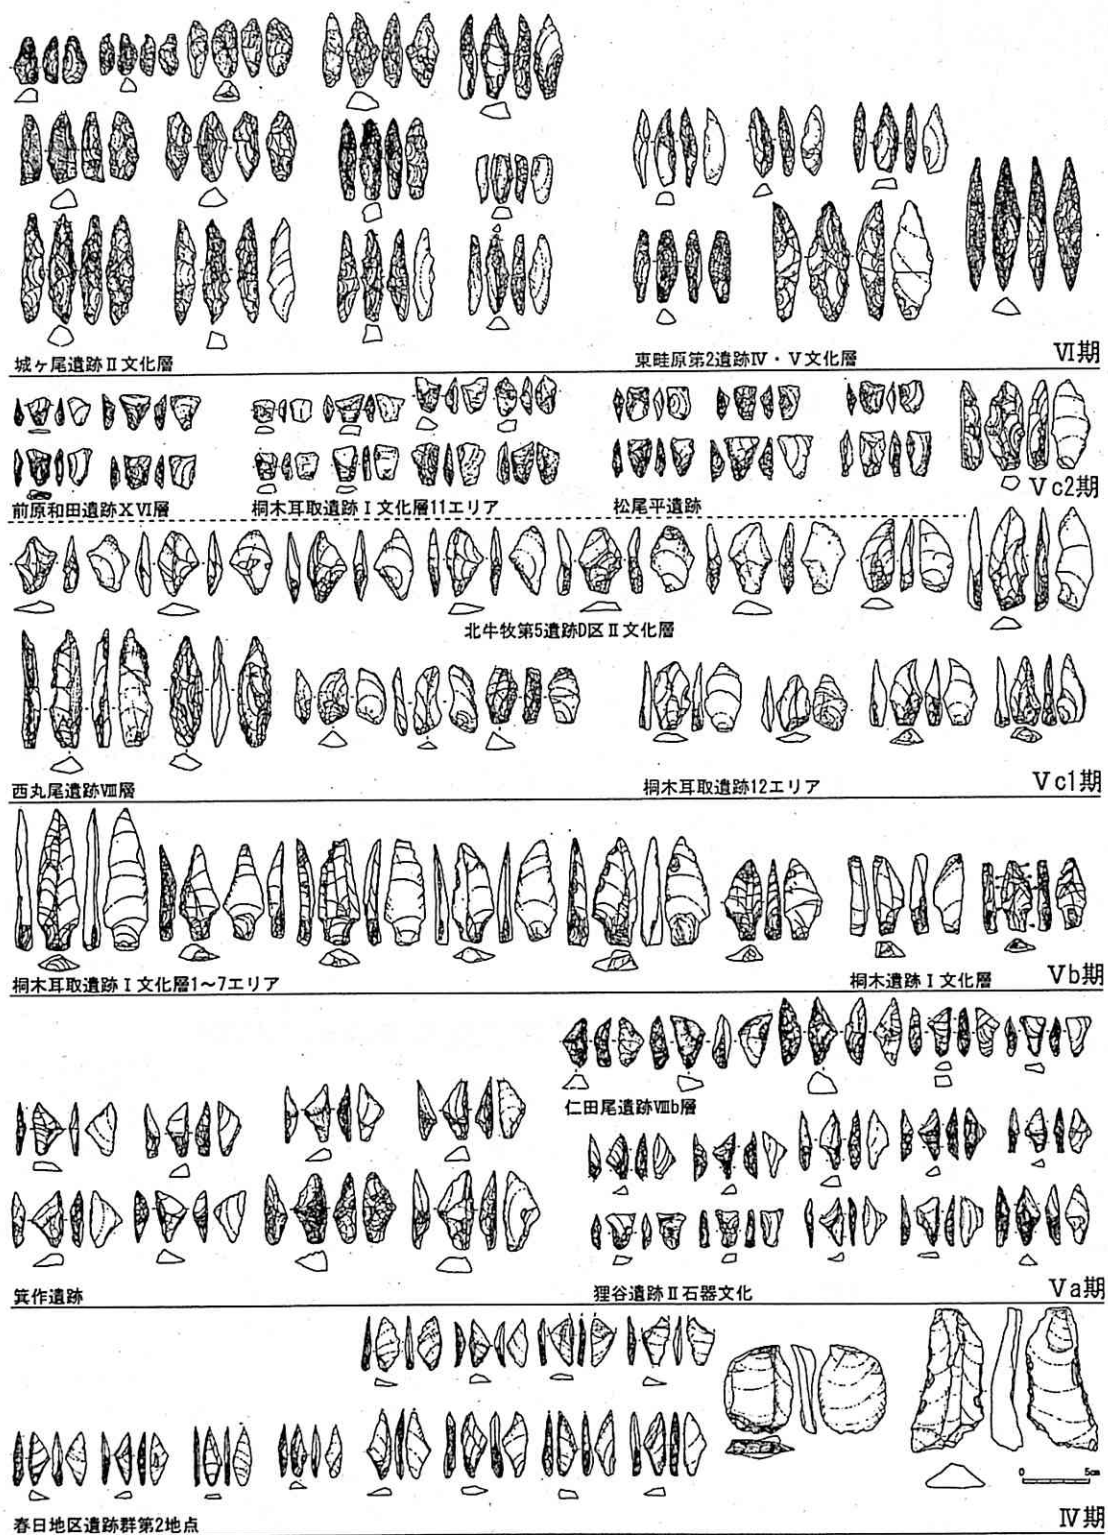 城ヶ尾遺跡Ⅱ文化層
東畦原第2遺跡Ⅳ・Ⅴ文化層
Ⅵ期
前原和田遺跡ⅩⅥ層
桐木耳取遺跡Ⅰ文化層11エリア
松尾平遺跡
Ⅴc2期
北牛牧第5遺跡D区Ⅱ文化層
西丸尾遺跡Ⅷ層
桐木耳取遺跡12エリア
Ⅴc1期
桐木耳取遺跡Ⅰ文化層1~7エリア
桐木遺跡Ⅰ文化層
Ⅴb期
仁田尾遺跡Ⅷb層
箕作遺跡
狸谷遺跡Ⅱ石器文化
Ⅴa期
0 5cm
春日地区遺跡群第2地点
Ⅳ期